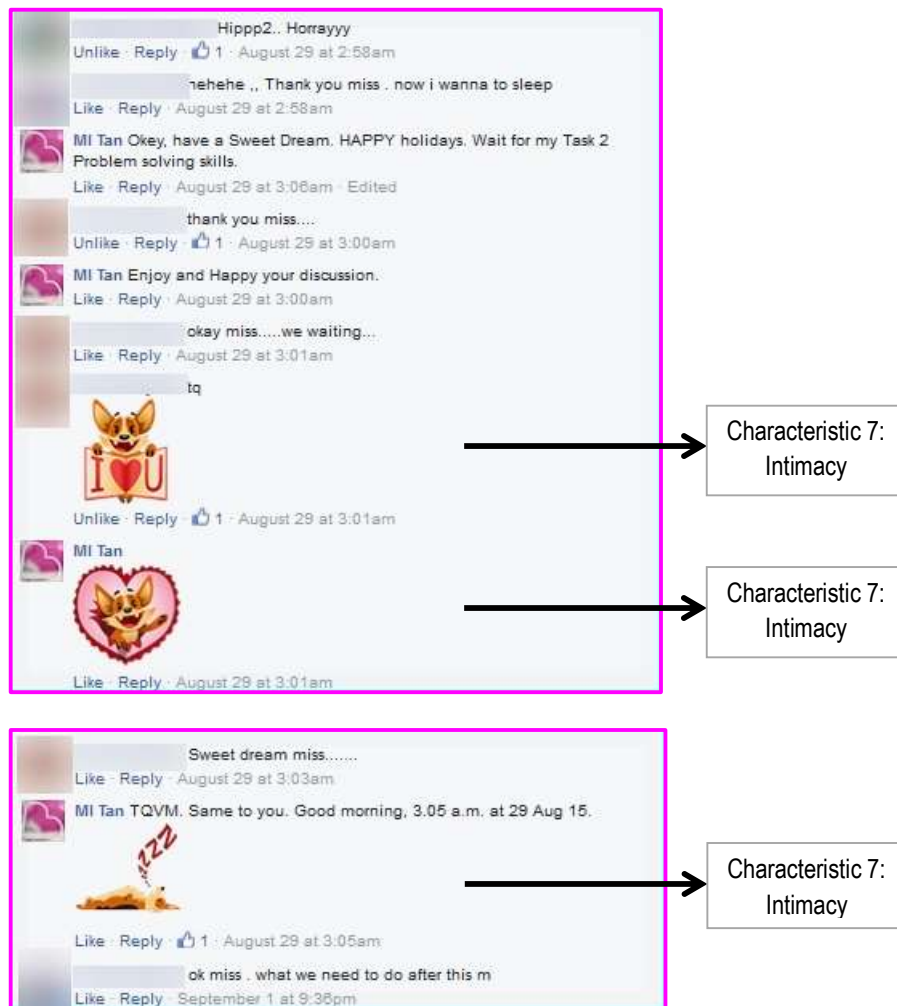 Hippp2.. Horrayyy
Unlike · Reply · 1 · August 29 at 2:58am
hehehe ,, Thank you miss . now i wanna to sleep
Like · Reply · August 29 at 2:58am
MI Tan Okey, have a Sweet Dream. HAPPY holidays. Wait for my Task 2
Problem solving skills.
Like · Reply · August 29 at 3:06am · Edited
thank you miss....
Unlike · Reply · 1 · August 29 at 3:00am
MI Tan Enjoy and Happy your discussion.
Like · Reply · August 29 at 3:00am
okay miss.....we waiting...
Like · Reply · August 29 at 3:01am
tq
I U
Unlike · Reply · 1 · August 29 at 3:01am
Characteristic 7:
Intimacy
MI Tan
Like · Reply · August 29 at 3:01am
Characteristic 7:
Intimacy
Sweet dream miss.......
Like · Reply · August 29 at 3:03am
MI Tan TQVM. Same to you. Good morning, 3.05 a.m. at 29 Aug 15.
zzZZ
Like · Reply · 1 · August 29 at 3:05am
Characteristic 7:
Intimacy
ok miss . what we need to do after this m
Like · Reply · September 1 at 9:36pm